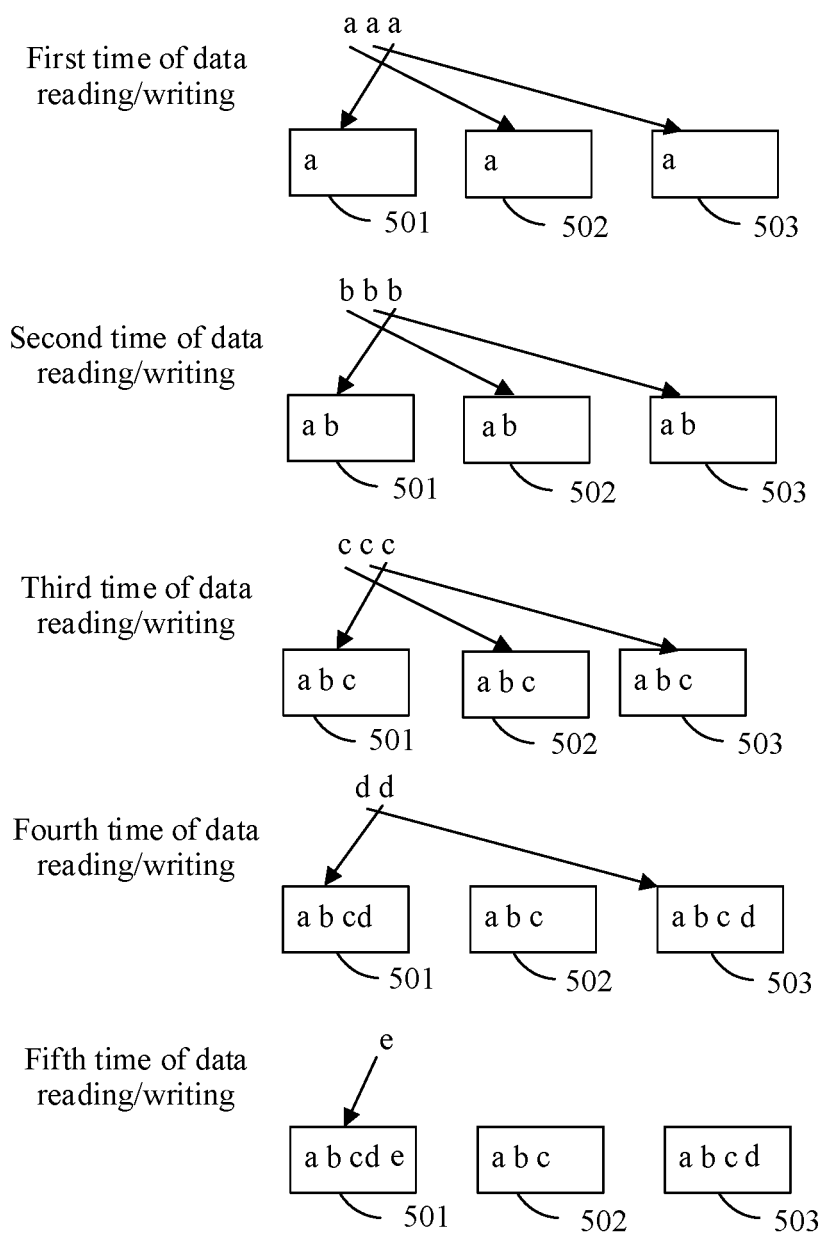 a a a
First time of data
reading/writing
a
a
a
501
502
503
b b b
Second time of data
reading/writing
a b
a b
a b
501
502
503
c c c
Third time of data
reading/writing
a b c
a b c
a b c
501
502
503
d d
Fourth time of data
reading/writing
a b cd
a b c
a b c d
501
502
503
e
Fifth time of data
reading/writing
a b cd e
a b c
a b c d
501
502
503